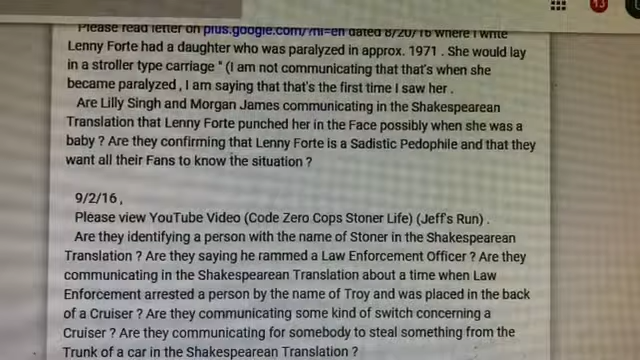 Please read letter on plus.google.com/?hl=en dated 8/20/16 where I write
Lenny Forte had a daughter who was paralyzed in approx. 1971 . She would lay
in a stroller type carriage " (I am not communicating that that's when she
became paralyzed , I am saying that that's the first time I saw her .
Are Lilly Singh and Morgan James communicating in the Shakespearean
Translation that Lenny Forte punched her in the Face possibly when she was a
baby ? Are they confirming that Lenny Forte is a Sadistic Pedophile and that they
want all their Fans to know the situation ?
9/2/16 ,
Please view YouTube Video (Code Zero Cops Stoner Life) (Jeff's Run) .
Are they identifying a person with the name of Stoner in the Shakespearean
Translation ? Are they saying he rammed a Law Enforcement Officer ? Are they
communicating in the Shakespearean Translation about a time when Law
Enforcement arrested a person by the name of Troy and was placed in the back
of a Cruiser ? Are they communicating some kind of switch concerning a
Cruiser ? Are they communicating for somebody to steal something from the
Trunk of a car in the Shakespearean Translation ?
13